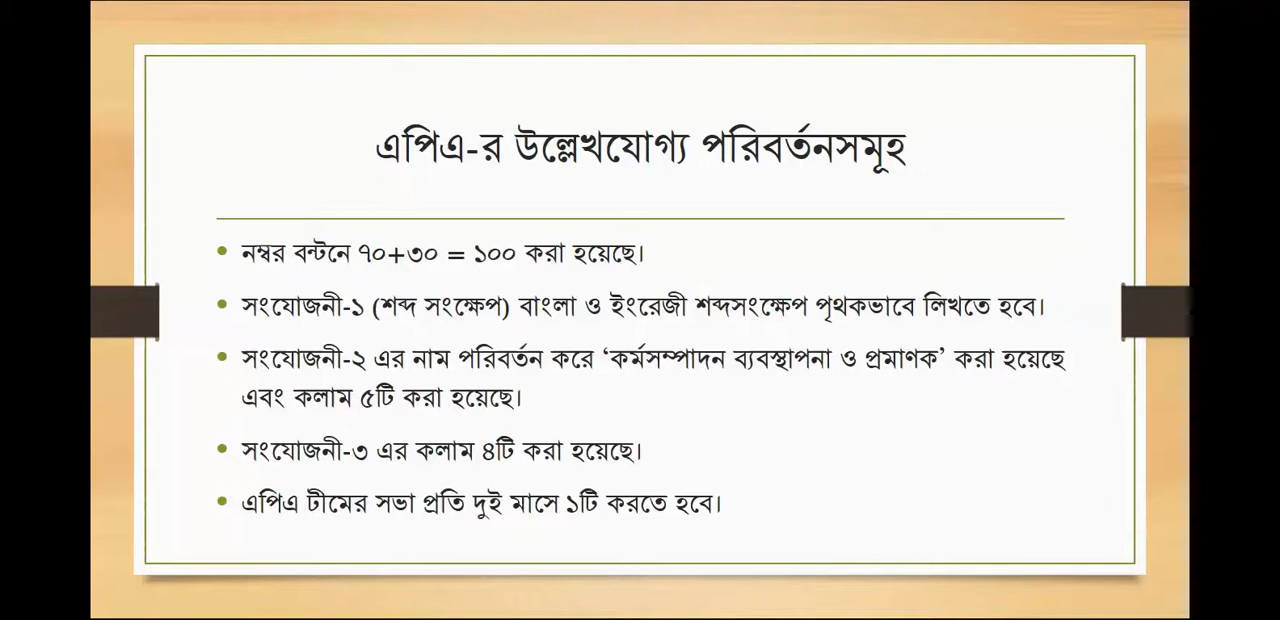 এপিএ-র উল্লেখযোগ্য পরিবর্তনসমূহ
• নম্বর বন্টনে ৭০+৩০ = ১০০ করা হয়েছে।
• সংযোজনী-১ (শব্দ সংক্ষেপ) বাংলা ও ইংরেজী শব্দসংক্ষেপ পৃথকভাবে লিখতে হবে।
• সংযোজনী-২ এর নাম পরিবর্তন করে ‘কর্মসম্পাদন ব্যবস্থাপনা ও প্রমাণক’ করা হয়েছে
এবং কলাম ৫টি করা হয়েছে।
• সংযোজনী-৩ এর কলাম ৪টি করা হয়েছে।
• এপিএ টীমের সভা প্রতি দুই মাসে ১টি করতে হবে।